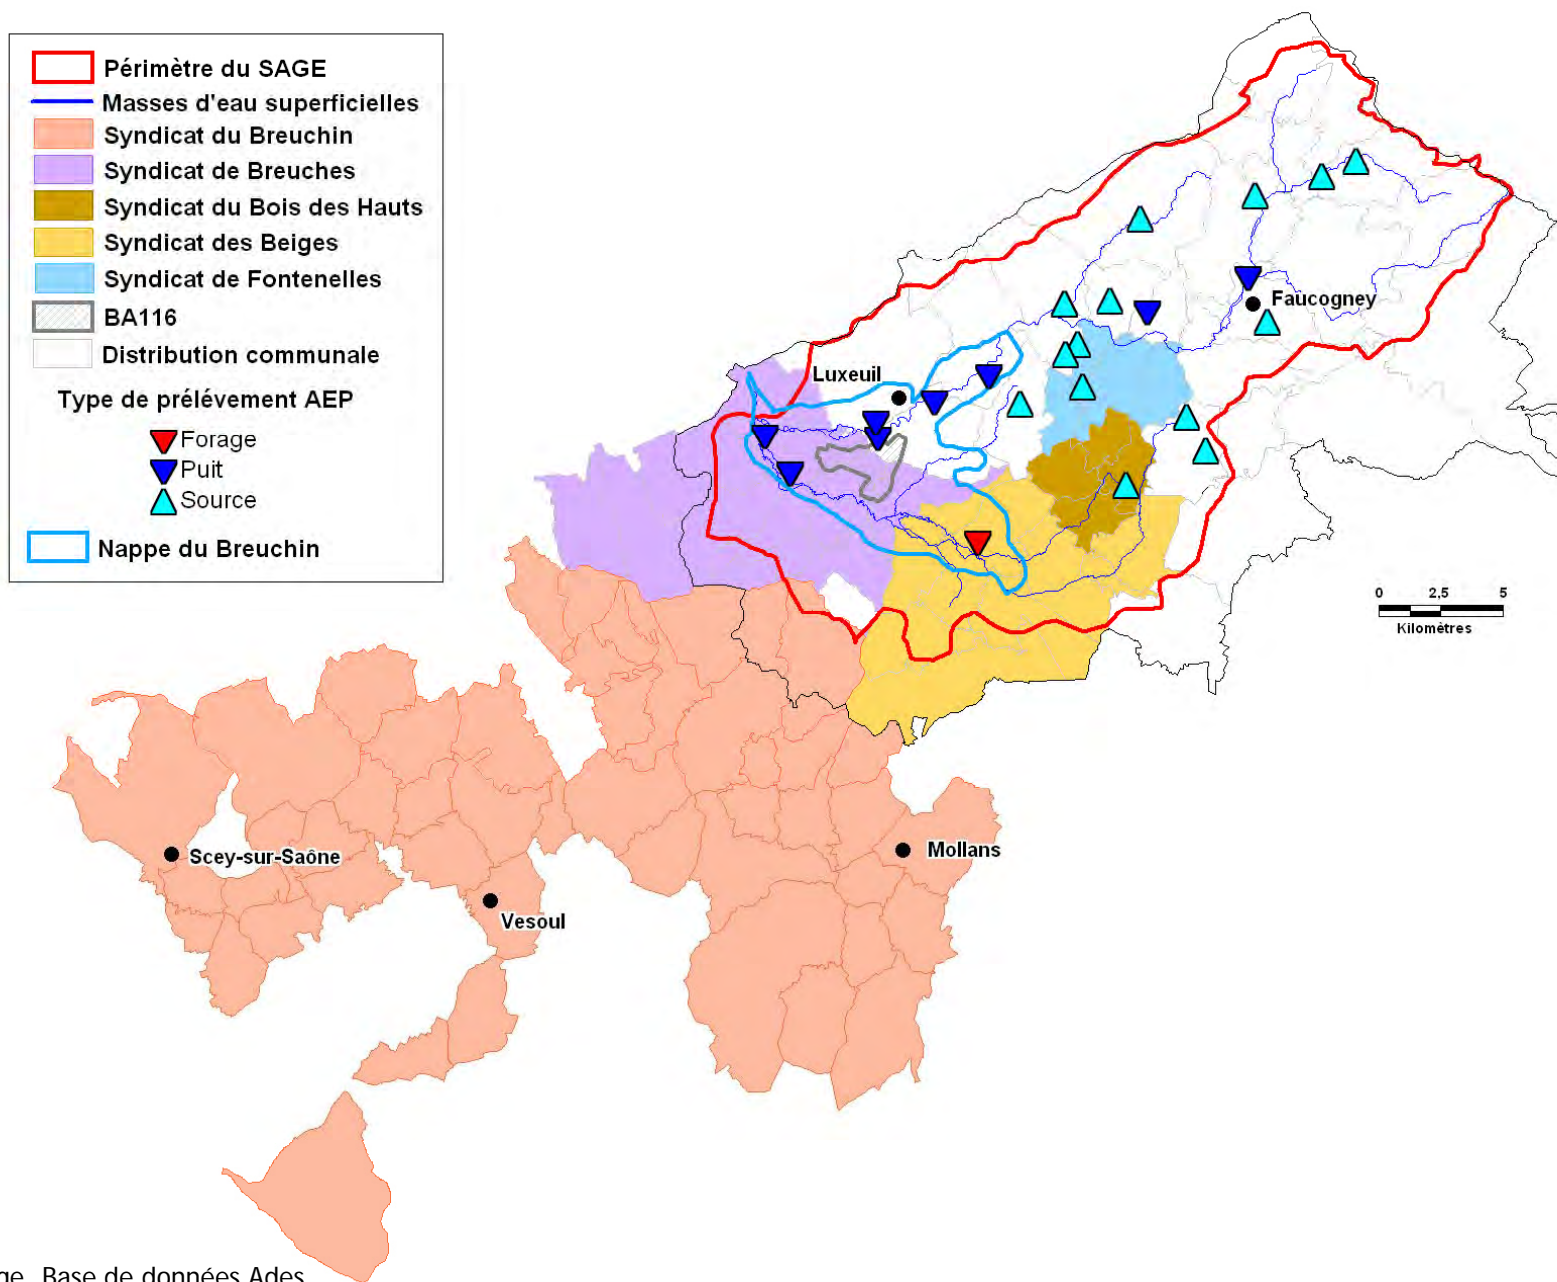 Périmètre du SAGE
Masses d'eau superficielles
Syndicat du Breuchin
Syndicat de Breuches
Syndicat du Bois des Hauts
Syndicat des Beiges
Syndicat de Fontenelles
BA116
Distribution communale
Type de prélévement AEP
Forage
Puit
Source
Nappe du Breuchin
Faucogney
Luxeuil
0 2,5 5
Kilomètres
Scey-sur-Saône
Mollans
Vesoul
ge, Base de données Ades